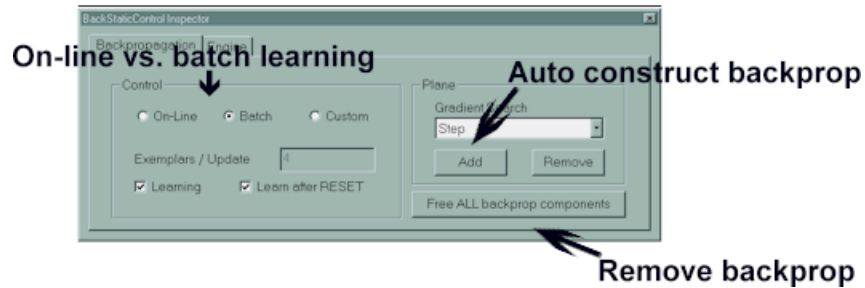 BackStaticControl Inspector
Backpropagation
Engine
On-line vs. batch learning
Auto construct backprop
Control
On-Line
Batch
Custom
Exemplars / Update
4
Learning
Learn after RESET
Plane
Gradient Search
Step
Add
Remove
Free ALL backprop components
Remove backprop